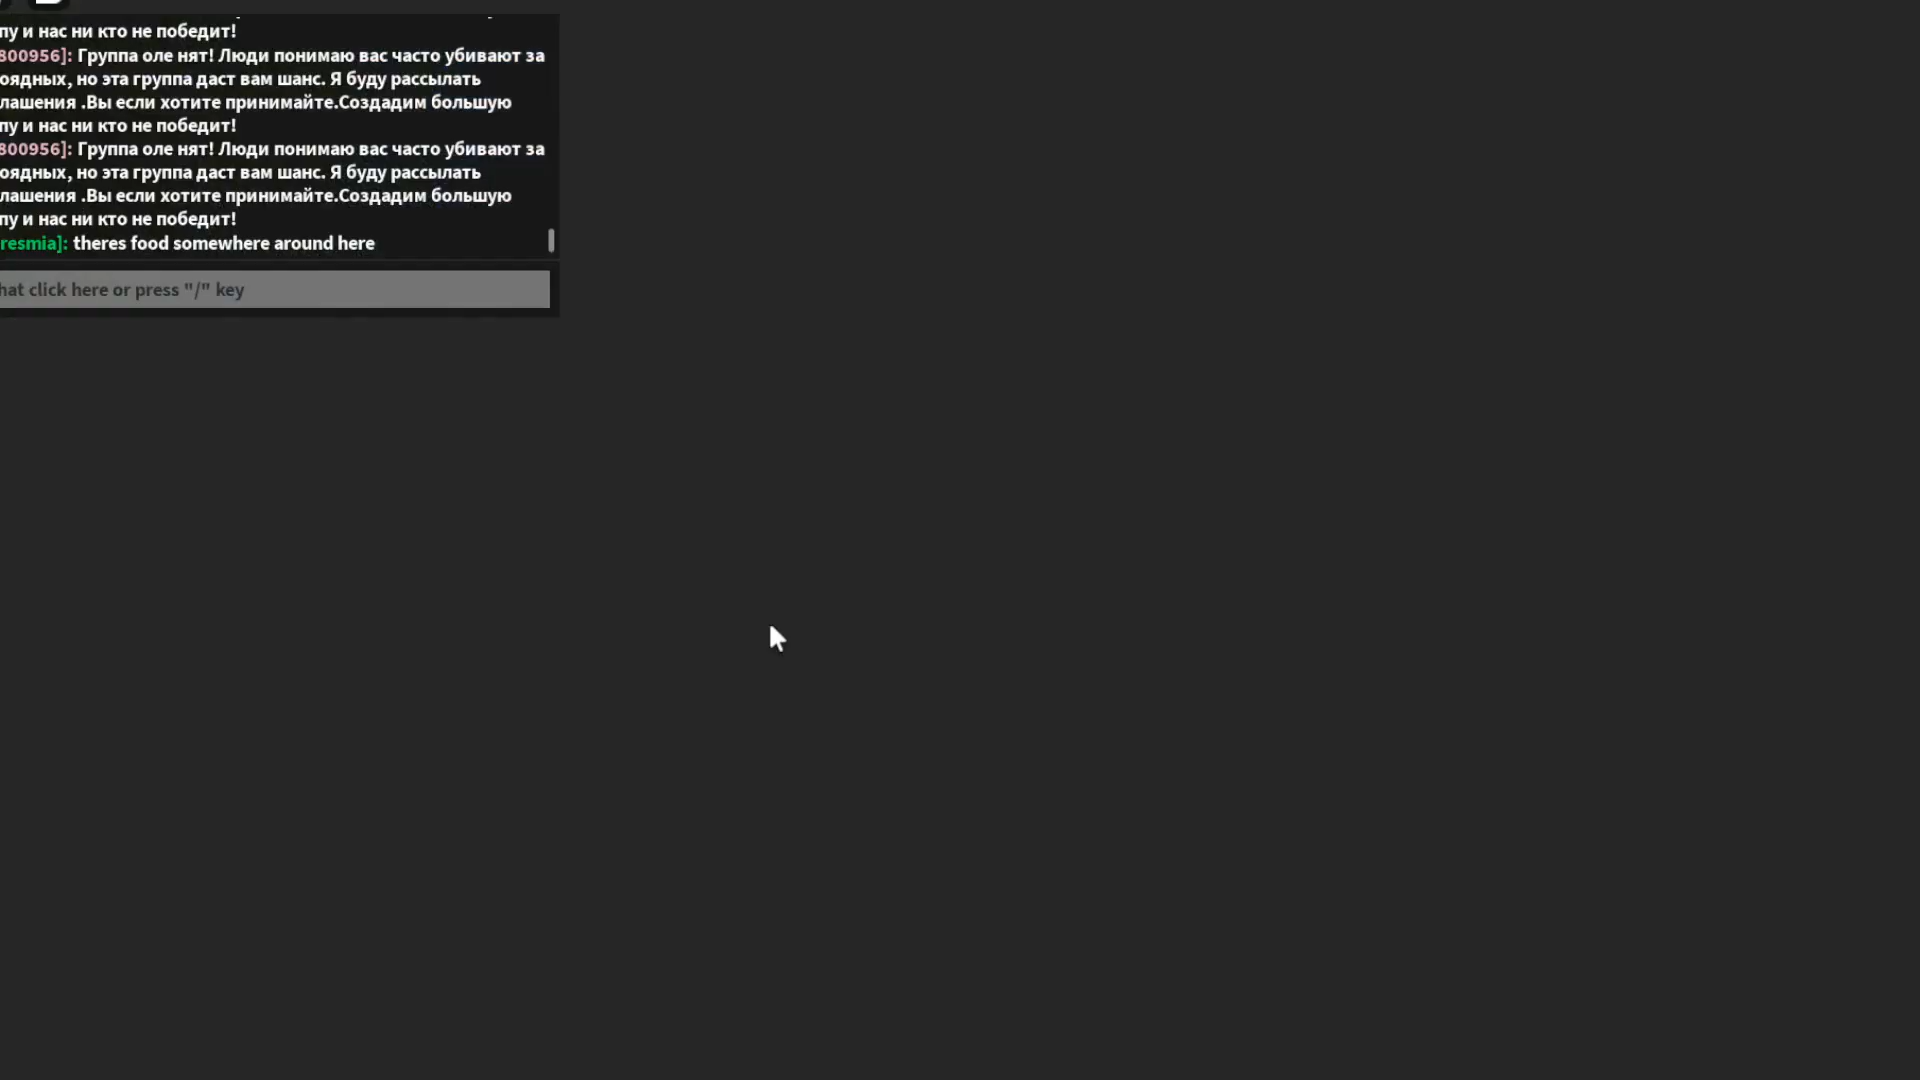 пу и нас ни кто не победит!
800956]: Группа оле нят! Люди понимаю вас часто убивают за
оядных, но эта группа даст вам шанс. Я буду рассылать
лашения .Вы если хотите принимайте.Создадим большую
пу и нас ни кто не победит!
800956]: Группа оле нят! Люди понимаю вас часто убивают за
оядных, но эта группа даст вам шанс. Я буду рассылать
лашения .Вы если хотите принимайте.Создадим большую
пу и нас ни кто не победит!
resmia]: theres food somewhere around here
hat click here or press "/" key